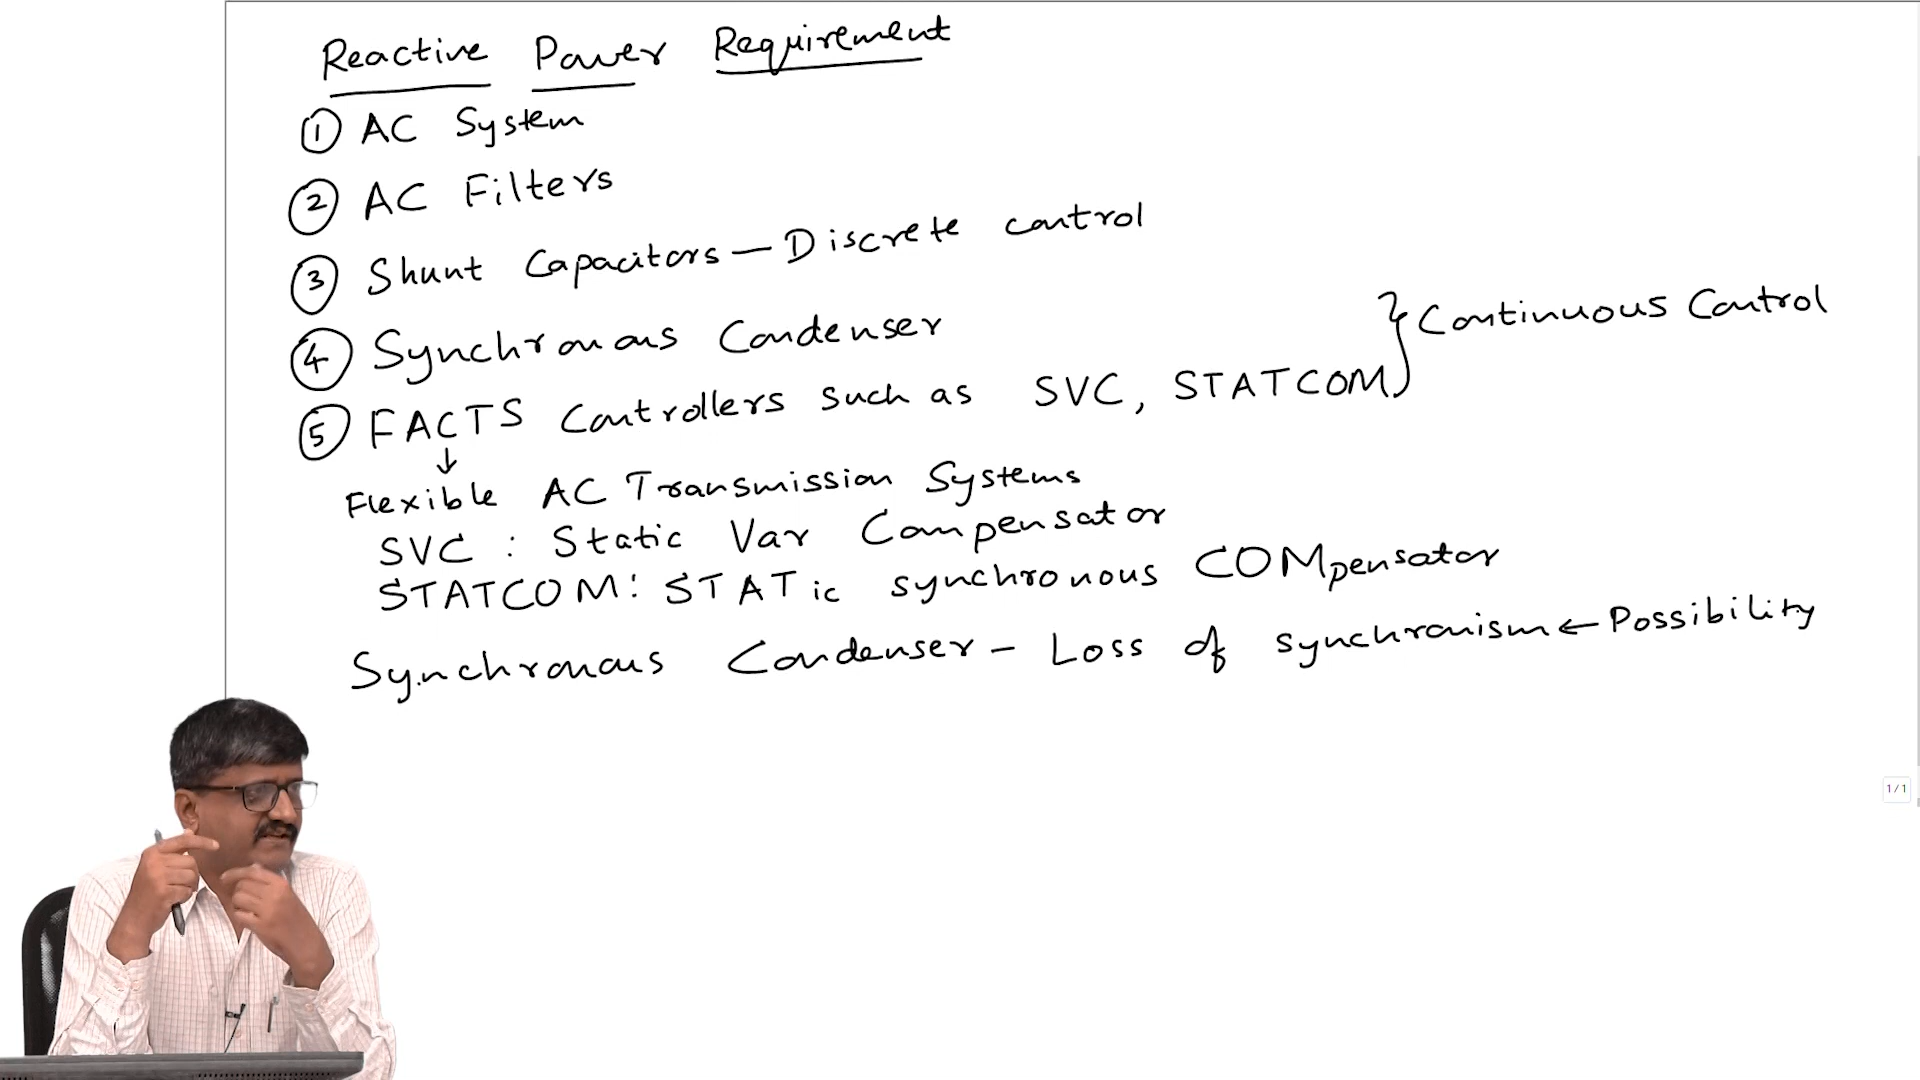 Reactive Power Requirement
① AC System
② AC Filters
③ Shunt Capacitors — Discrete control
④ Synchronous Condenser
} Continuous Control
⑤ FACTS Controllers such as SVC, STATCOM
↓
Flexible AC Transmission Systems
SVC : Static Var Compensator
STATCOM : STATic synchronous COMpensator
Synchronous Condenser - Loss of synchronism ← Possibility
1/1